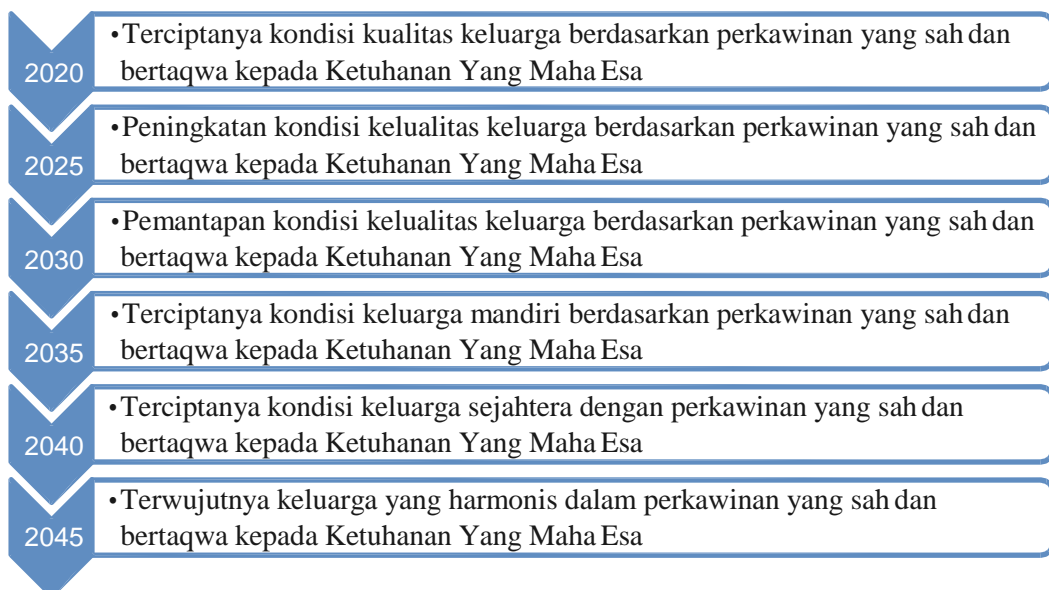 •Terciptanya kondisi kualitas keluarga berdasarkan perkawinan yang sah dan
2020
bertaqwa kepada Ketuhanan Yang Maha Esa
•Peningkatan kondisi kelualitas keluarga berdasarkan perkawinan yang sah dan
2025
bertaqwa kepada Ketuhanan Yang Maha Esa
•Pemantapan kondisi kelualitas keluarga berdasarkan perkawinan yang sah dan
2030
bertaqwa kepada Ketuhanan Yang Maha Esa
•Terciptanya kondisi keluarga mandiri berdasarkan perkawinan yang sah dan
2035
bertaqwa kepada Ketuhanan Yang Maha Esa
•Terciptanya kondisi keluarga sejahtera dengan perkawinan yang sah dan
2040
bertaqwa kepada Ketuhanan Yang Maha Esa
•Terwujutnya keluarga yang harmonis dalam perkawinan yang sah dan
2045
bertaqwa kepada Ketuhanan Yang Maha Esa